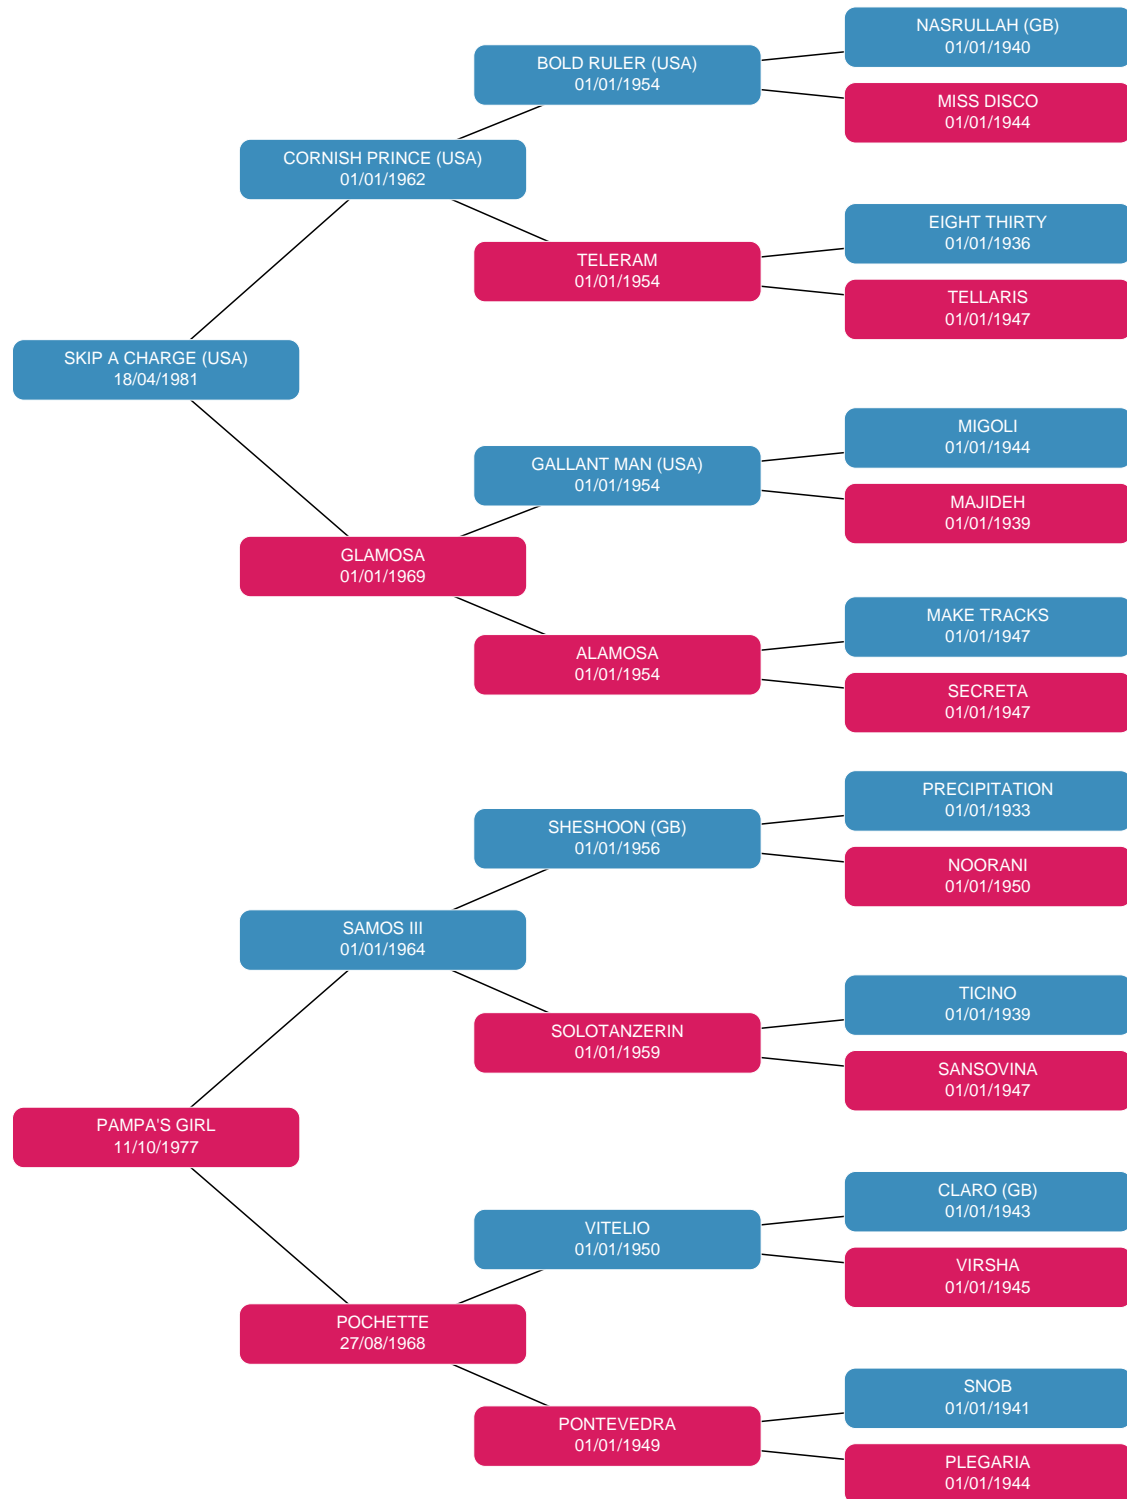 NASRULLAH (GB)
01/01/1940
BOLD RULER (USA)
01/01/1954
MISS DISCO
01/01/1944
CORNISH PRINCE (USA)
01/01/1962
EIGHT THIRTY
01/01/1936
TELERAM
01/01/1954
TELLARIS
01/01/1947
SKIP A CHARGE (USA)
18/04/1981
MIGOLI
01/01/1944
GALLANT MAN (USA)
01/01/1954
MAJIDEH
01/01/1939
GLAMOSA
01/01/1969
MAKE TRACKS
01/01/1947
ALAMOSA
01/01/1954
SECRETA
01/01/1947
PRECIPITATION
01/01/1933
SHESHOON (GB)
01/01/1956
NOORANI
01/01/1950
SAMOS III
01/01/1964
TICINO
01/01/1939
SOLOTANZERIN
01/01/1959
SANSOVINA
01/01/1947
PAMPA'S GIRL
11/10/1977
CLARO (GB)
01/01/1943
VITELIO
01/01/1950
VIRSHA
01/01/1945
POCHETTE
27/08/1968
SNOB
01/01/1941
PONTEVEDRA
01/01/1949
PLEGARIA
01/01/1944